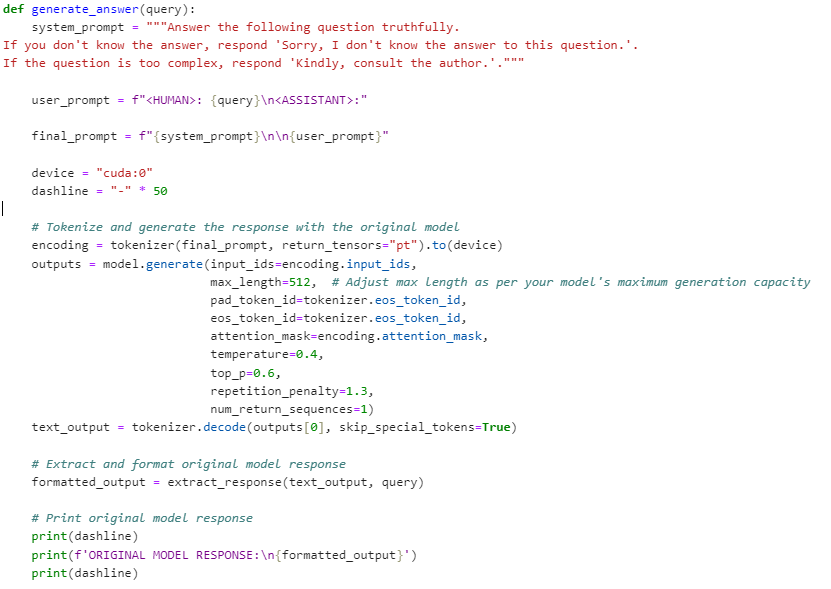 def generate_answer(query):
    system_prompt = """Answer the following question truthfully.
If you don't know the answer, respond 'Sorry, I don't know the answer to this question.'.
If the question is too complex, respond 'Kindly, consult the author.'."""
    user_prompt = f"<HUMAN>: {query}\n<ASSISTANT>:"
    final_prompt = f"{system_prompt}\n\n{user_prompt}"
    device = "cuda:0"
    dashline = "-" * 50
    # Tokenize and generate the response with the original model
    encoding = tokenizer(final_prompt, return_tensors="pt").to(device)
    outputs = model.generate(input_ids=encoding.input_ids,
                             max_length=512,  # Adjust max length as per your model's maximum generation capacity
                             pad_token_id=tokenizer.eos_token_id,
                             eos_token_id=tokenizer.eos_token_id,
                             attention_mask=encoding.attention_mask,
                             temperature=0.4,
                             top_p=0.6,
                             repetition_penalty=1.3,
                             num_return_sequences=1)
    text_output = tokenizer.decode(outputs[0], skip_special_tokens=True)
    # Extract and format original model response
    formatted_output = extract_response(text_output, query)
    # Print original model response
    print(dashline)
    print(f'ORIGINAL MODEL RESPONSE:\n{formatted_output}')
    print(dashline)